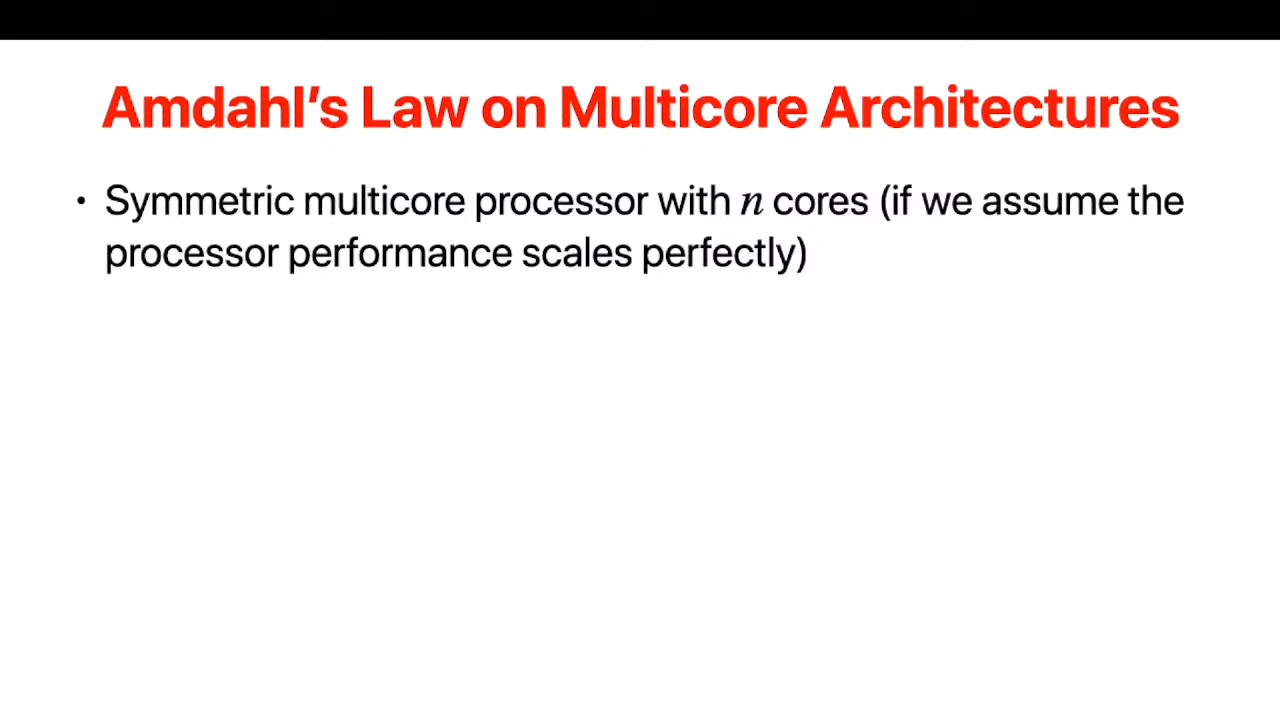 Amdahl’s Law on Multicore Architectures
• Symmetric multicore processor with n cores (if we assume the
processor performance scales perfectly)